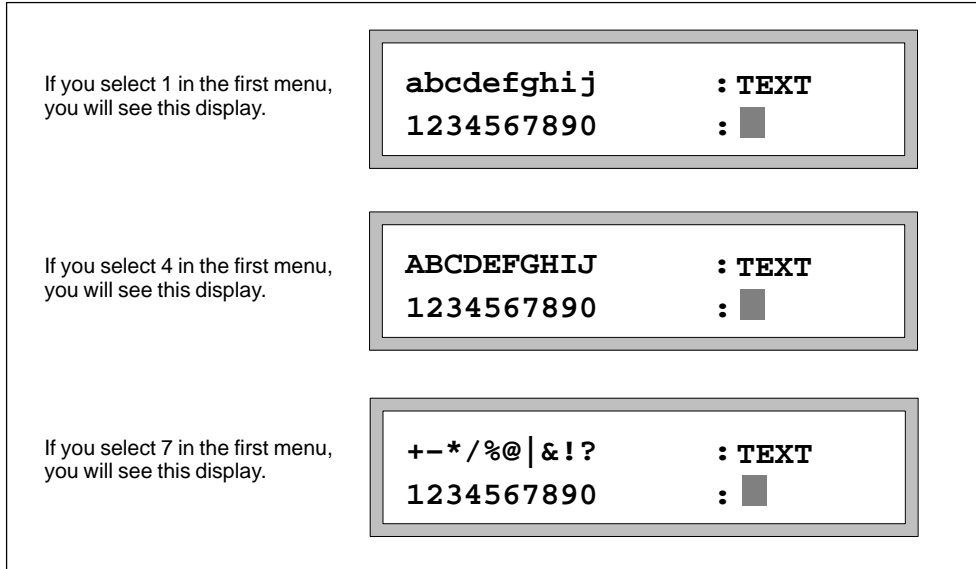 If you select 1 in the first menu,
you will see this display.
abcdefghij : TEXT
1234567890 :
If you select 4 in the first menu,
you will see this display.
ABCDEFGHIJ : TEXT
1234567890 :
If you select 7 in the first menu,
you will see this display.
+−*/%@|&!? : TEXT
1234567890 :